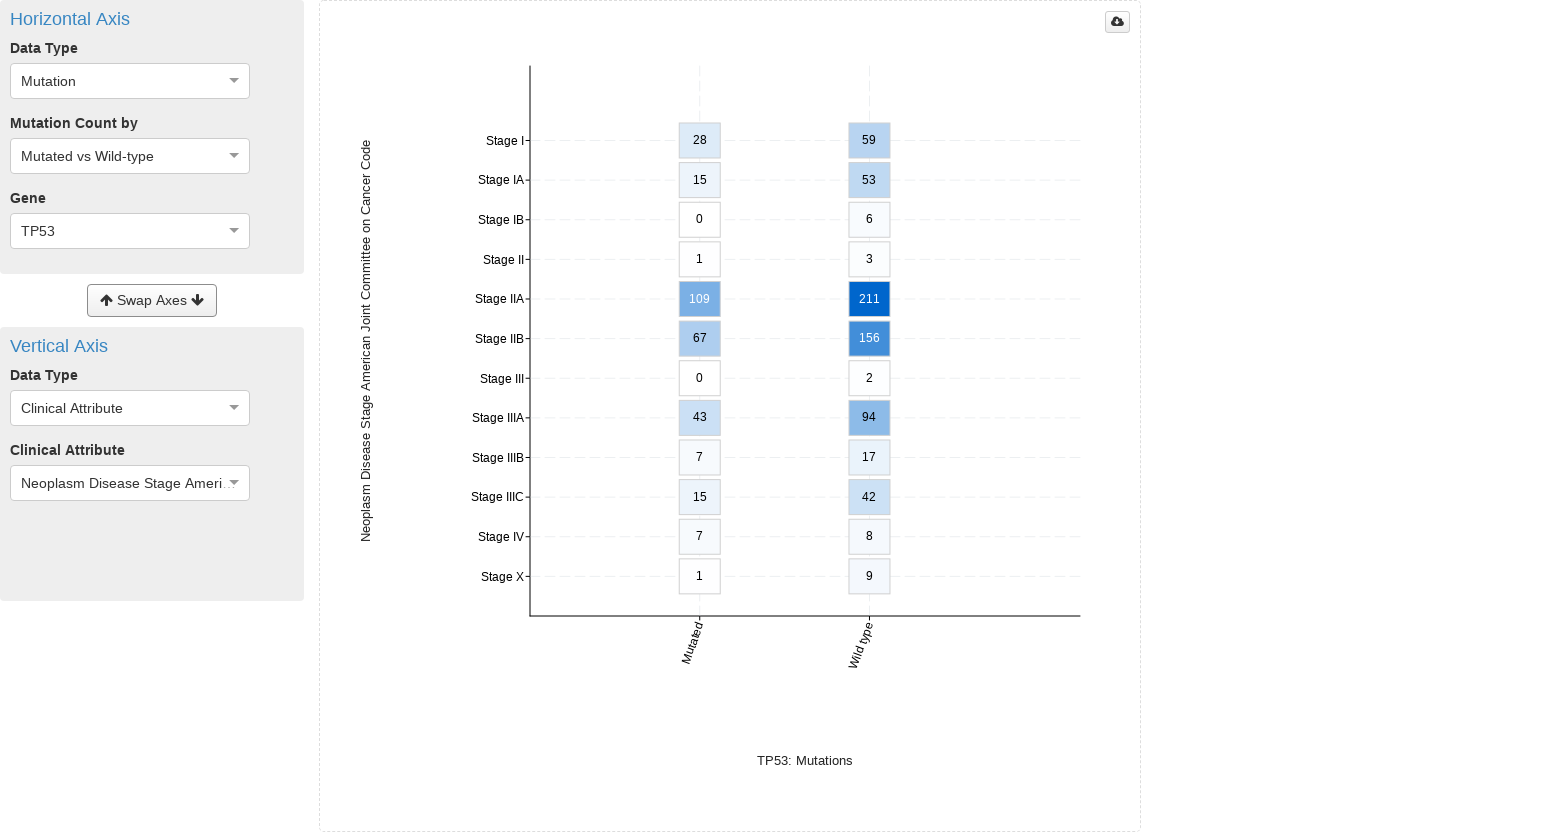 Horizontal Axis
Data Type
Mutation
Mutation Count by
Mutated vs Wild-type
Gene
TP53
Swap Axes
Vertical Axis
Data Type
Clinical Attribute
Clinical Attribute
Neoplasm Disease Stage Ameri...
Neoplasm Disease Stage American Joint Committee on Cancer Code
Stage I 28 59
Stage IA 15 53
Stage IB 0 6
Stage II 1 3
Stage IIA 109 211
Stage IIB 67 156
Stage III 0 2
Stage IIIA 43 94
Stage IIIB 7 17
Stage IIIC 15 42
Stage IV 7 8
Stage X 1 9
Mutated Wild type
TP53: Mutations